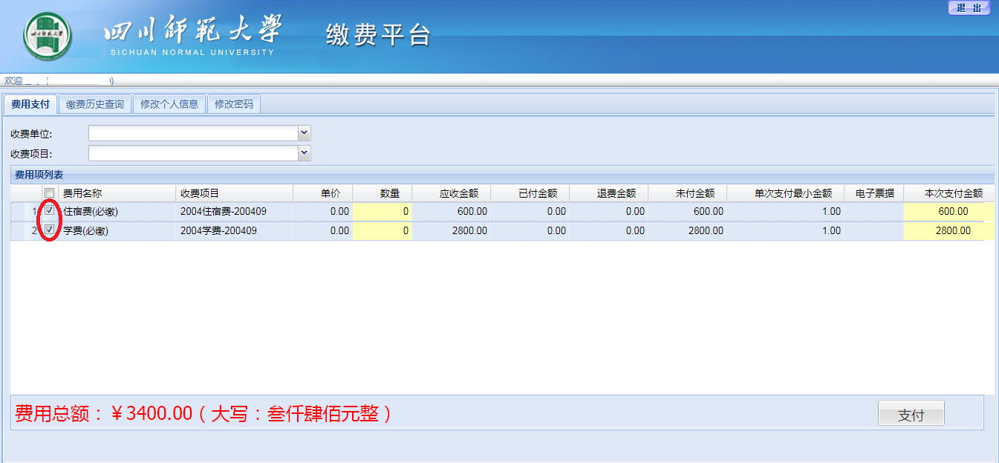 退 出
四川師範大學
SICHUAN NORMAL UNIVERSITY
缴费平台
欢迎
费用支付 缴费历史查询 修改个人信息 修改密码
收费单位:
收费项目:
费用项列表
费用名称 收费项目 单价 数量 应收金额 已付金额 退费金额 未付金额 单次支付最小金额 电子票据 本次支付金额
1 住宿费(必缴) 2004住宿费-200409 0.00 0 600.00 0.00 0.00 600.00 1.00 600.00
2 学费(必缴) 2004学费-200409 0.00 0 2800.00 0.00 0.00 2800.00 1.00 2800.00
费用总额：￥3400.00（大写：叁仟肆佰元整） 支付